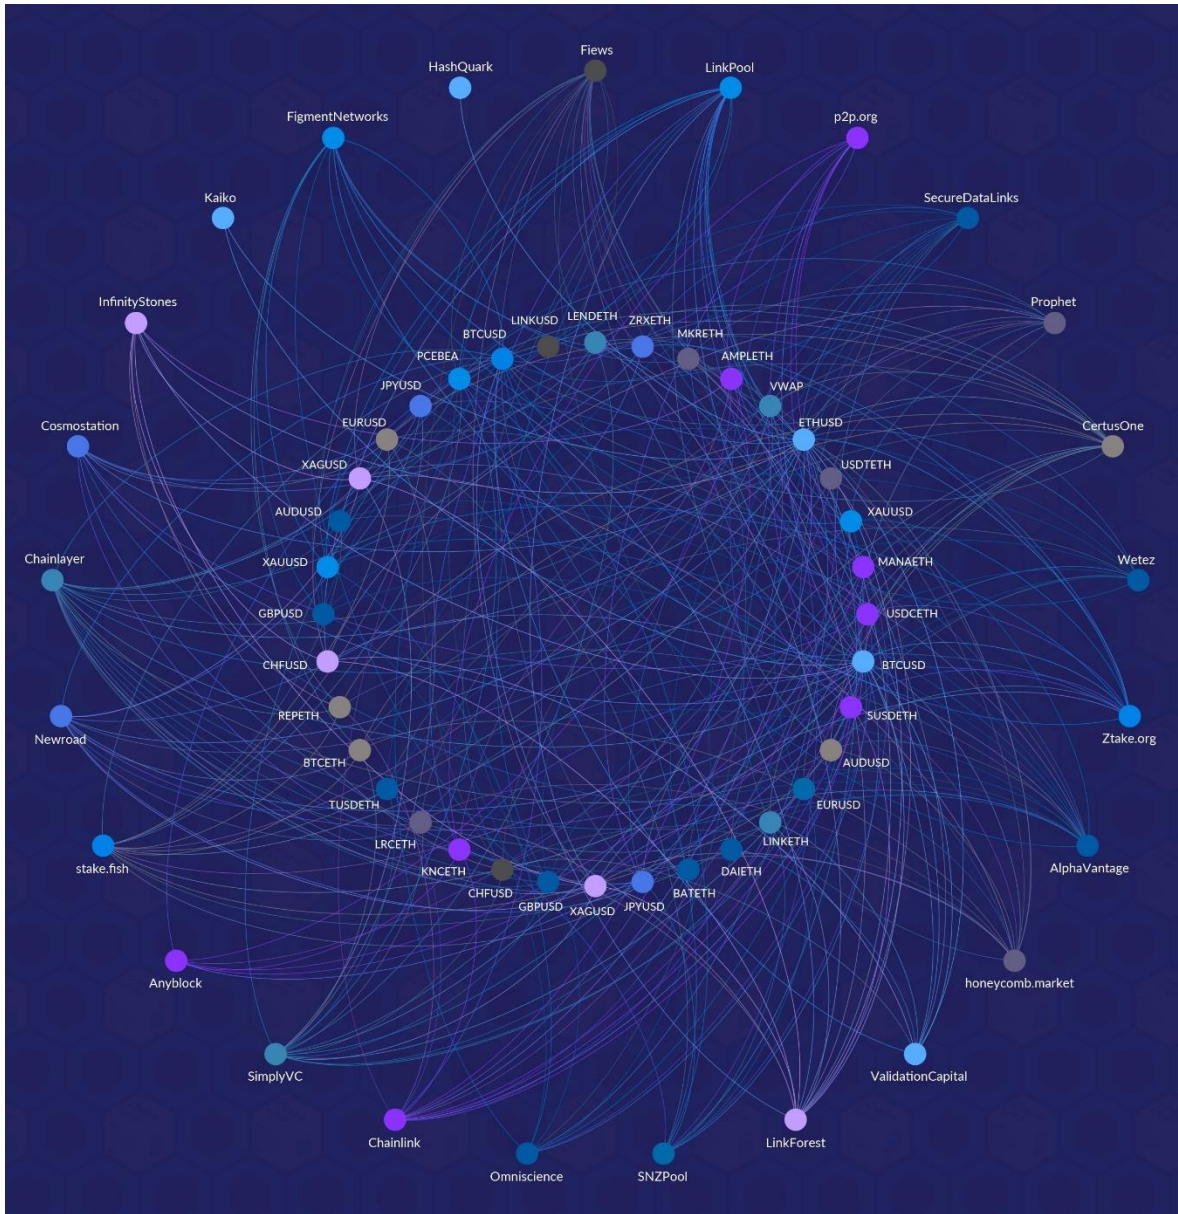 Fiews
HashQuark
LinkPool
FigmentNetworks
p2p.org
Kaiko
SecureDataLinks
InfinityStones
Prophet
Cosmostation
CertusOne
Chainlayer
Wetez
Newroad
Ztake.org
stake.fish
AlphaVantage
Anyblock
honeycomb.market
SimplyVC
ValidationCapital
Chainlink
LinkForest
Omniscience
SNZPool
LENDETH
LINKUSD
ZRXETH
BTCUSD
MKRETH
PCEBEA
AMPLETH
JPYUSD
VWAP
EURUSD
ETHUSD
XAGUSD
USDTETH
AUDUSD
XAUUSD
XAUUSD
MANAETH
GBPUSD
USDCETH
CHFUSD
BTCUSD
REPETH
SUSDETH
BTCETH
AUDUSD
TUSDETH
EURUSD
LRCETH
LINKETH
KNCETH
DAIETH
CHFUSD
BATETH
GBPUSD
XAGUSD
JPYUSD